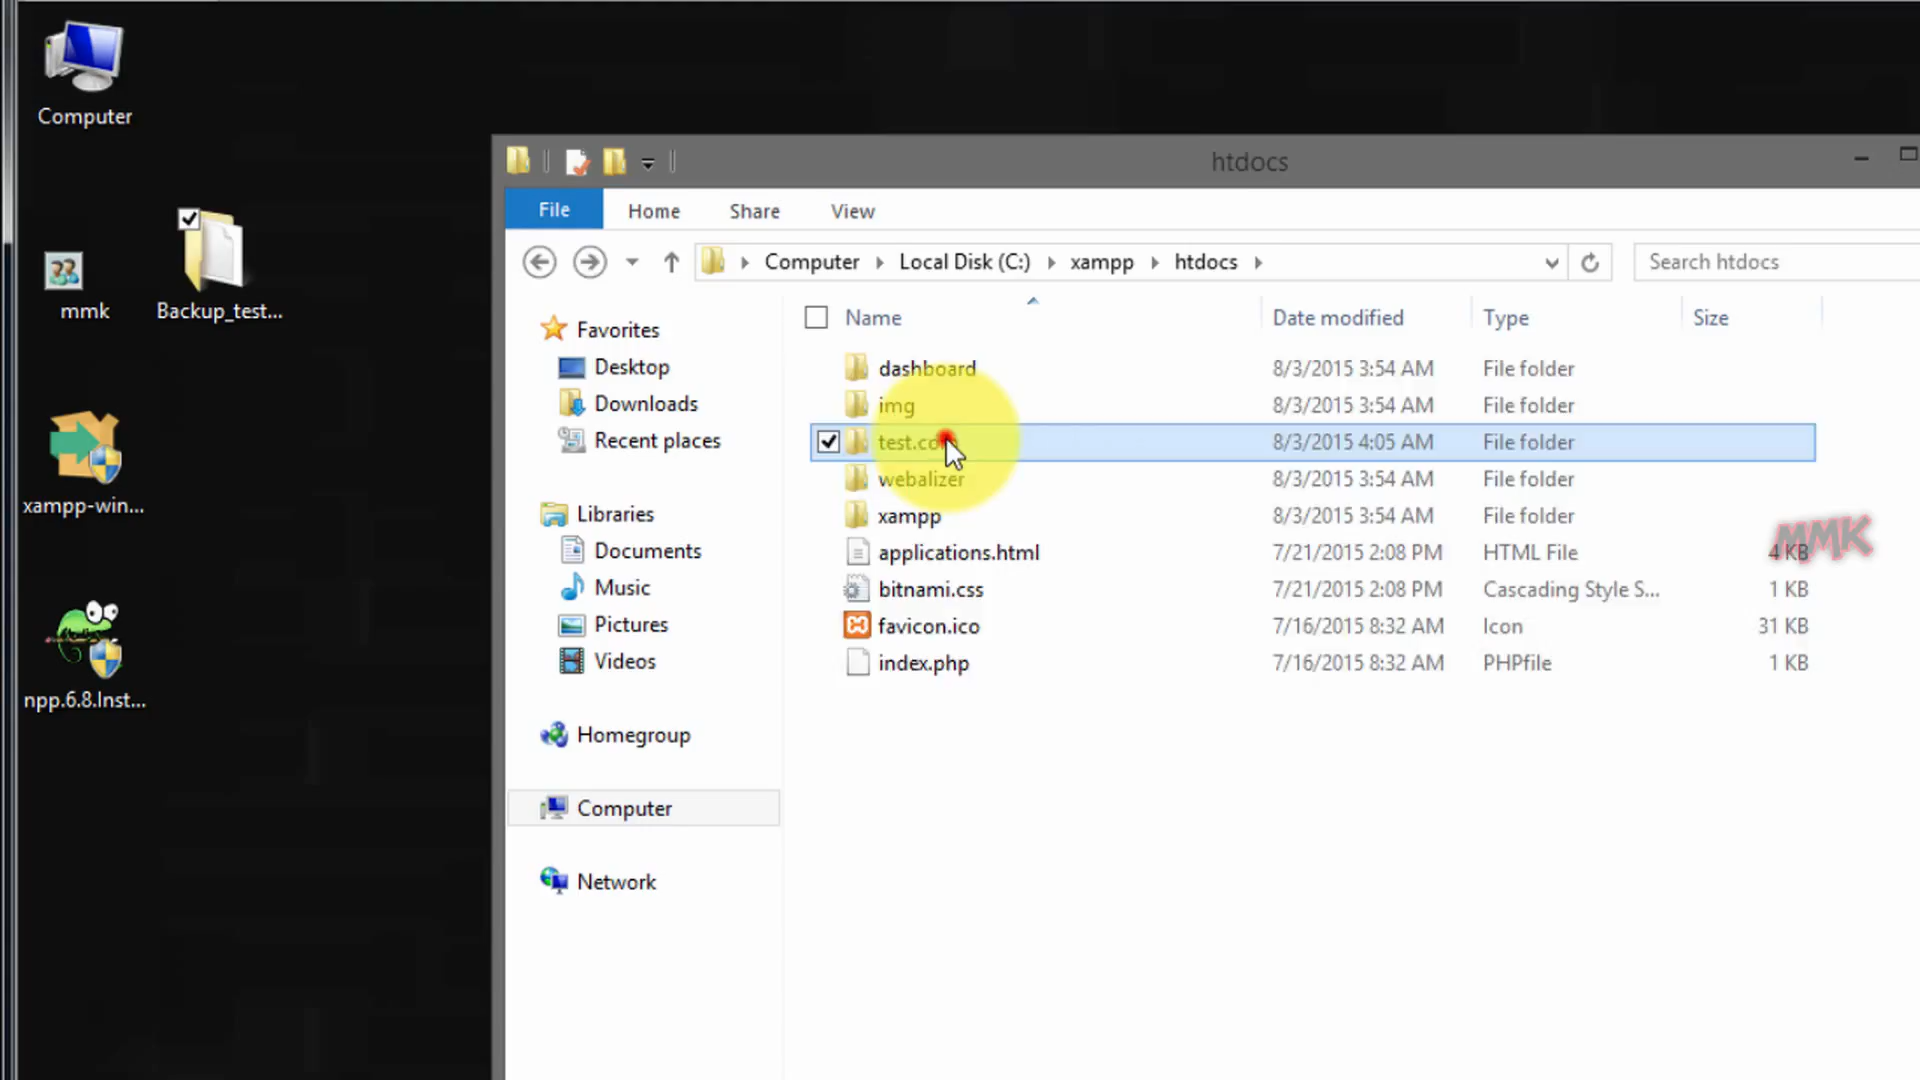 Computer
mmk
Backup_test...
xampp-win...
npp.6.8.Inst...
htdocs
File
Home
Share
View
Computer
Local Disk (C:)
xampp
htdocs
Search htdocs
Favorites
Desktop
Downloads
Recent places
Libraries
Documents
Music
Pictures
Videos
Homegroup
Computer
Network
Name Date modified Type Size
dashboard 8/3/2015 3:54 AM File folder
img 8/3/2015 3:54 AM File folder
test.com 8/3/2015 4:05 AM File folder
webalizer 8/3/2015 3:54 AM File folder
xampp 8/3/2015 3:54 AM File folder
applications.html 7/21/2015 2:08 PM HTML File 4 KB
bitnami.css 7/21/2015 2:08 PM Cascading Style S... 1 KB
favicon.ico 7/16/2015 8:32 AM Icon 31 KB
index.php 7/16/2015 8:32 AM PHPfile 1 KB
MMK